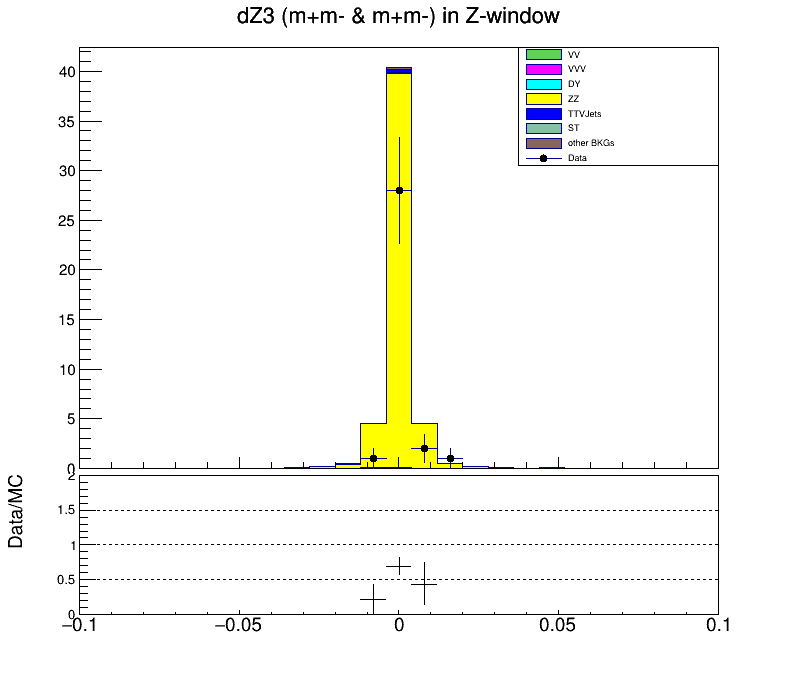 dZ3 (m+m- & m+m-) in Z-window
VV
VVV
DY
ZZ
TTVJets
ST
other BKGs
Data
40
35
30
25
20
15
10
5
0
2
1.5
1
0.5
0
Data/MC
−0.1 −0.05 0 0.05 0.1